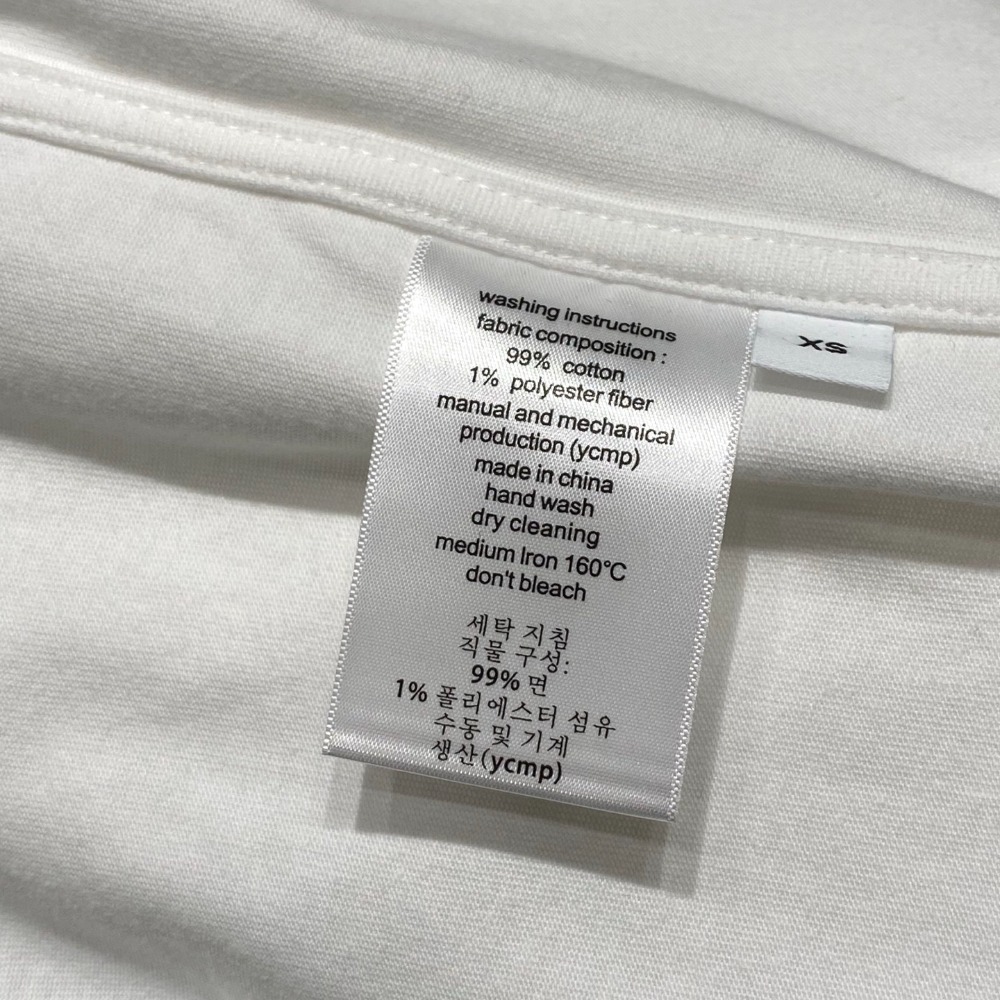 washing instructions
fabric composition :
99% cotton
1% polyester fiber
manual and mechanical
production (ycmp)
made in china
hand wash
dry cleaning
medium Iron 160°C
don't bleach
세탁 지침
직물 구성:
99% 면
1% 폴리에스터 섬유
수동 및 기계
생산(ycmp)
XS